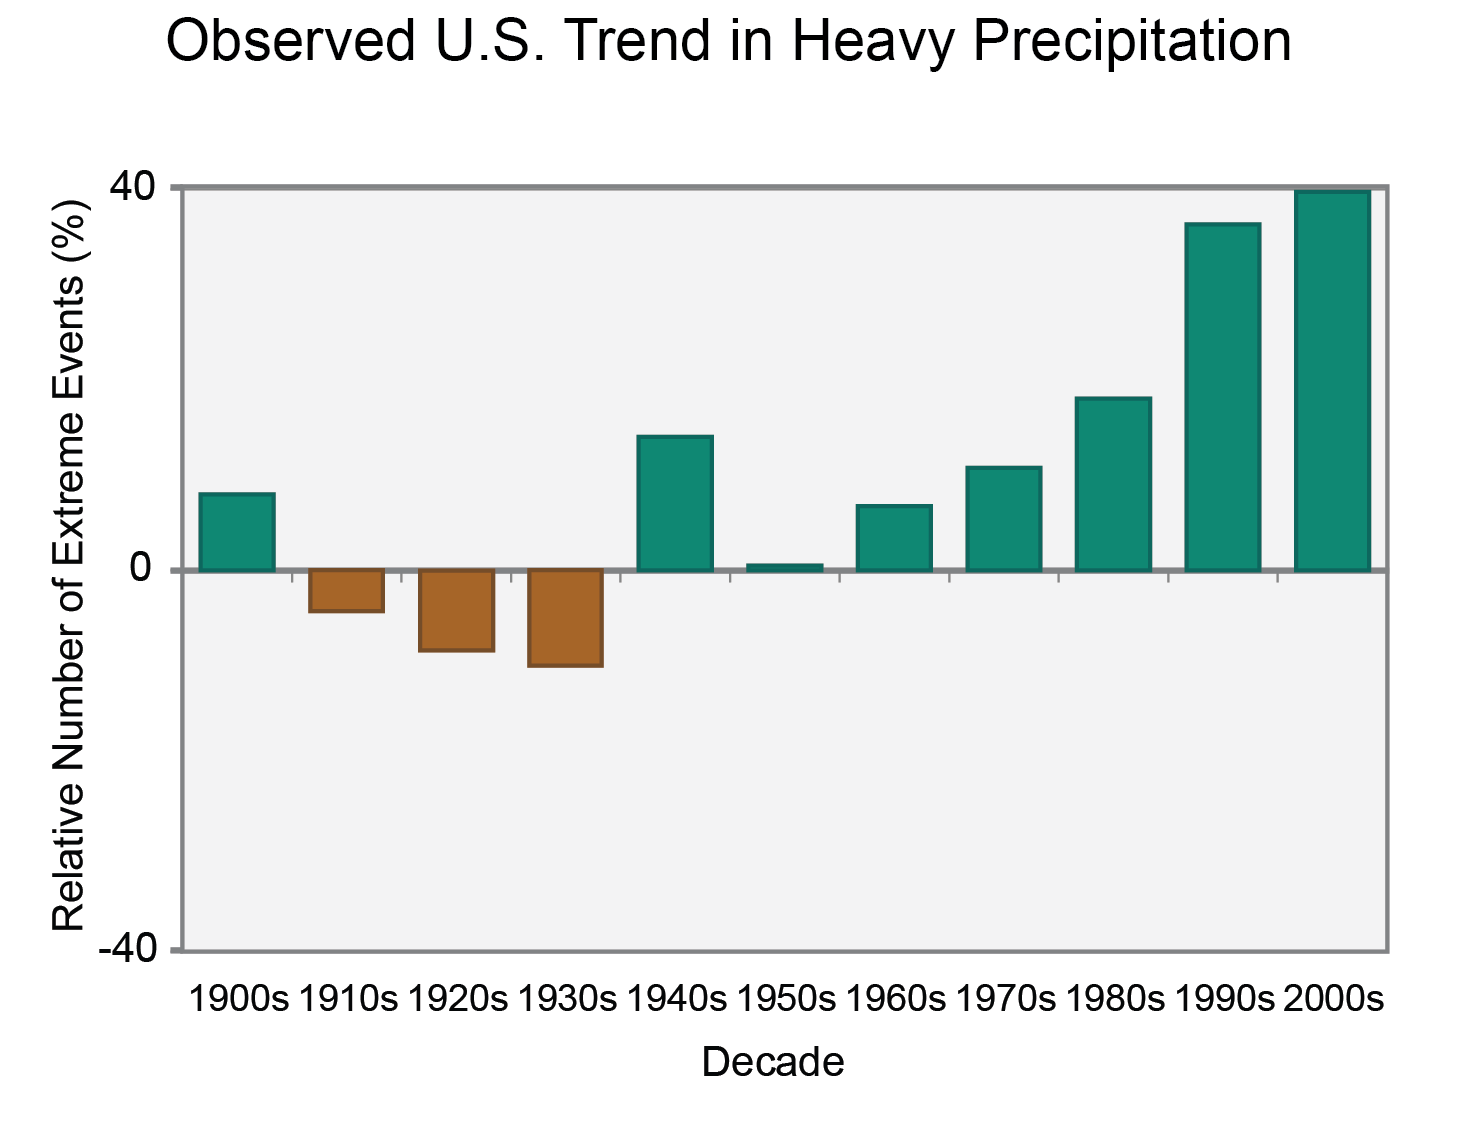 Observed U.S. Trend in Heavy Precipitation
Relative Number of Extreme Events (%)
40
0
-40
1900s 1910s 1920s 1930s 1940s 1950s 1960s 1970s 1980s 1990s 2000s
Decade